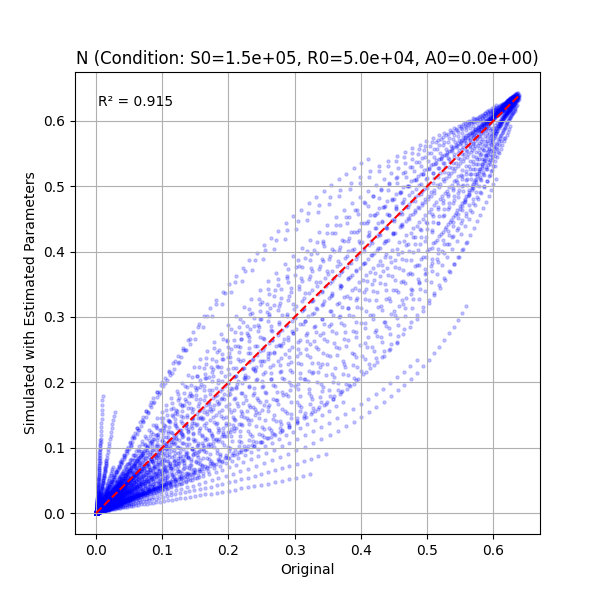 N (Condition: S0=1.5e+05, R0=5.0e+04, A0=0.0e+00)
R² = 0.915
Simulated with Estimated Parameters
0.6
0.5
0.4
0.3
0.2
0.1
0.0
0.0 0.1 0.2 0.3 0.4 0.5 0.6
Original